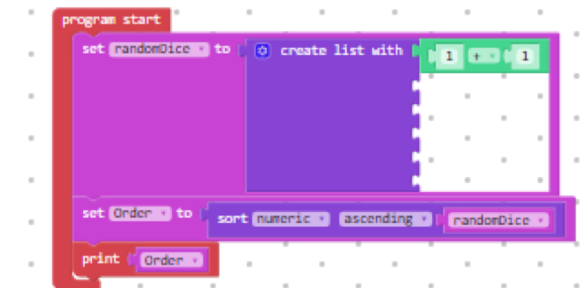 program start
set randomDice to create list with 1 + 1
set Order to sort numeric ascending randomDice
print Order